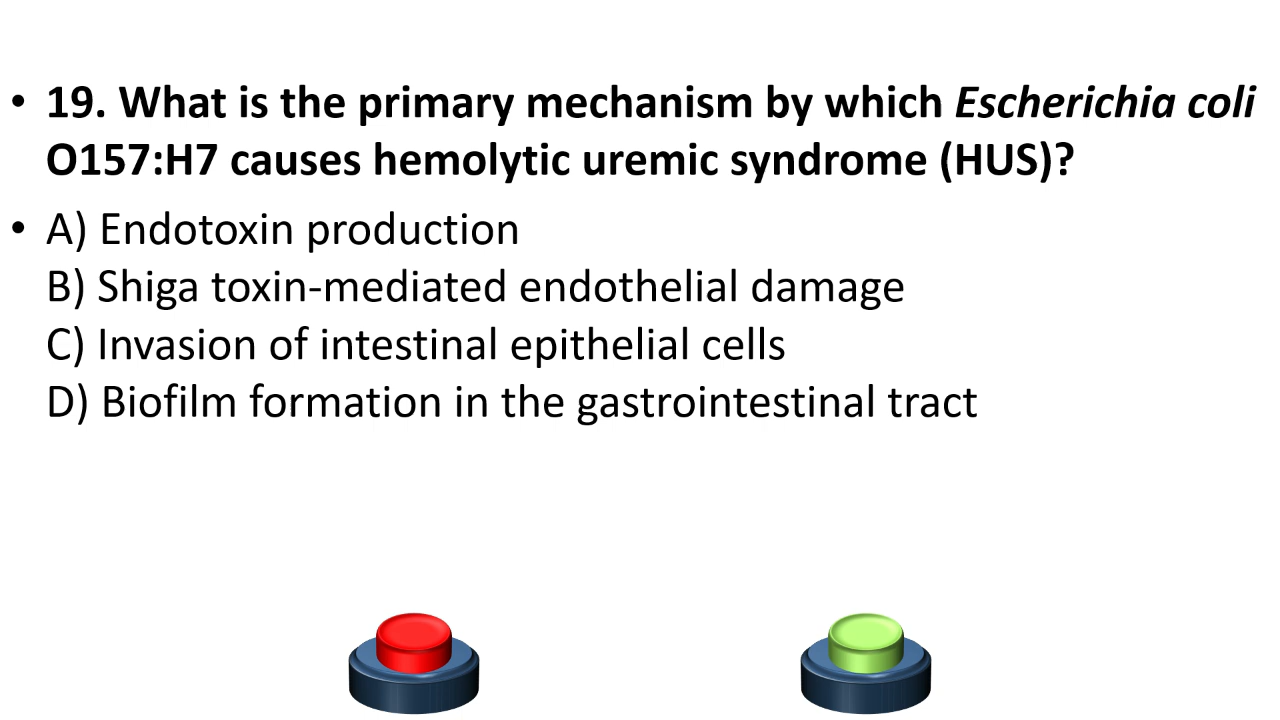 • 19. What is the primary mechanism by which Escherichia coli
O157:H7 causes hemolytic uremic syndrome (HUS)?
• A) Endotoxin production
B) Shiga toxin-mediated endothelial damage
C) Invasion of intestinal epithelial cells
D) Biofilm formation in the gastrointestinal tract